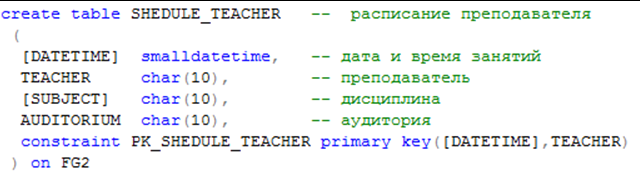 create table SHEDULE_TEACHER -- расписание преподавателя
(
[DATETIME] smalldatetime, -- дата и время занятий
TEACHER char(10), -- преподаватель
[SUBJECT] char(10), -- дисциплина
AUDITORIUM char(10), -- аудитория
constraint PK_SHEDULE_TEACHER primary key([DATETIME],TEACHER)
) on FG2